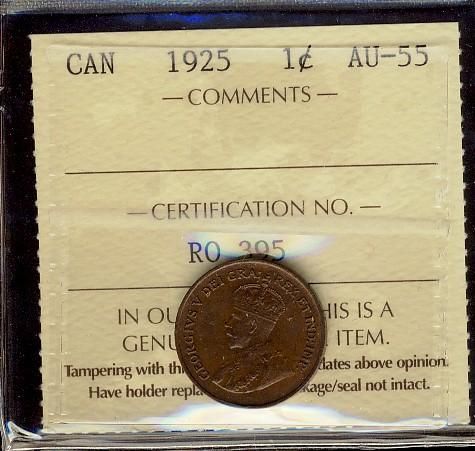 CAN 1925 1¢ AU-55
— COMMENTS —
— CERTIFICATION NO. —
RO 395
IN OU HIS IS A
GENU ITEM.
Tampering with th dates above opinion.
Have holder repla kage/seal not intact.
GEORGIVS V DEI GRA: REX ET IND: IMP: